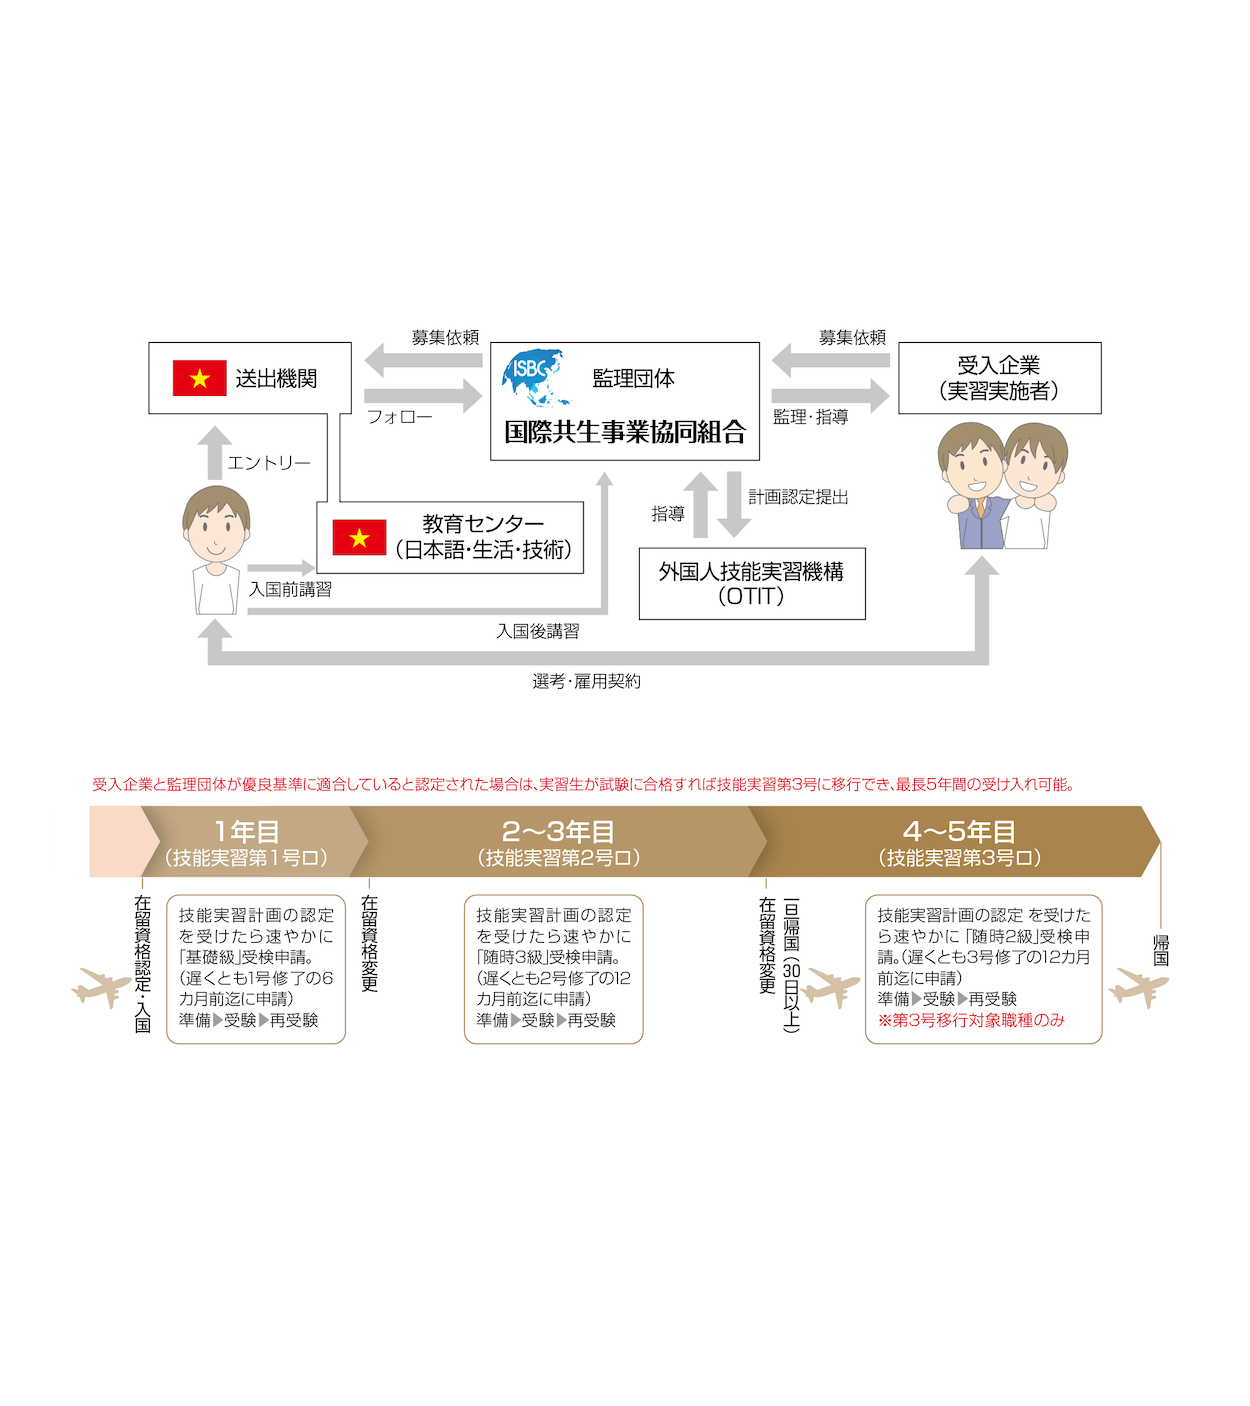 募集依頼
募集依頼
送出機関
ISBC
監理団体
国際共生事業協同組合
受入企業
（実習実施者）
フォロー
監理・指導
エントリー
教育センター
（日本語・生活・技術）
指導
計画認定提出
入国前講習
外国人技能実習機構
（OTIT）
入国後講習
選考・雇用契約
受入企業と監理団体が優良基準に適合していると認定された場合は、実習生が試験に合格すれば技能実習第3号に移行でき、最長5年間の受け入れ可能。
1年目
（技能実習第1号ロ）
2〜3年目
（技能実習第2号ロ）
4〜5年目
（技能実習第3号ロ）
在留資格認定・入国
技能実習計画の認定
を受けたら速やかに
「基礎級」受検申請。
（遅くとも1号修了の6
カ月前迄に申請）
準備▶受験▶再受験
在留資格変更
技能実習計画の認定
を受けたら速やかに
「随時3級」受検申請。
（遅くとも2号修了の12
カ月前迄に申請）
準備▶受験▶再受験
一旦帰国（30日以上）
在留資格変更
技能実習計画の認定 を受けた
ら速やかに「随時2級」受検申
請。（遅くとも3号修了の12カ月
前迄に申請）
準備▶受験▶再受験
※第3号移行対象職種のみ
帰国